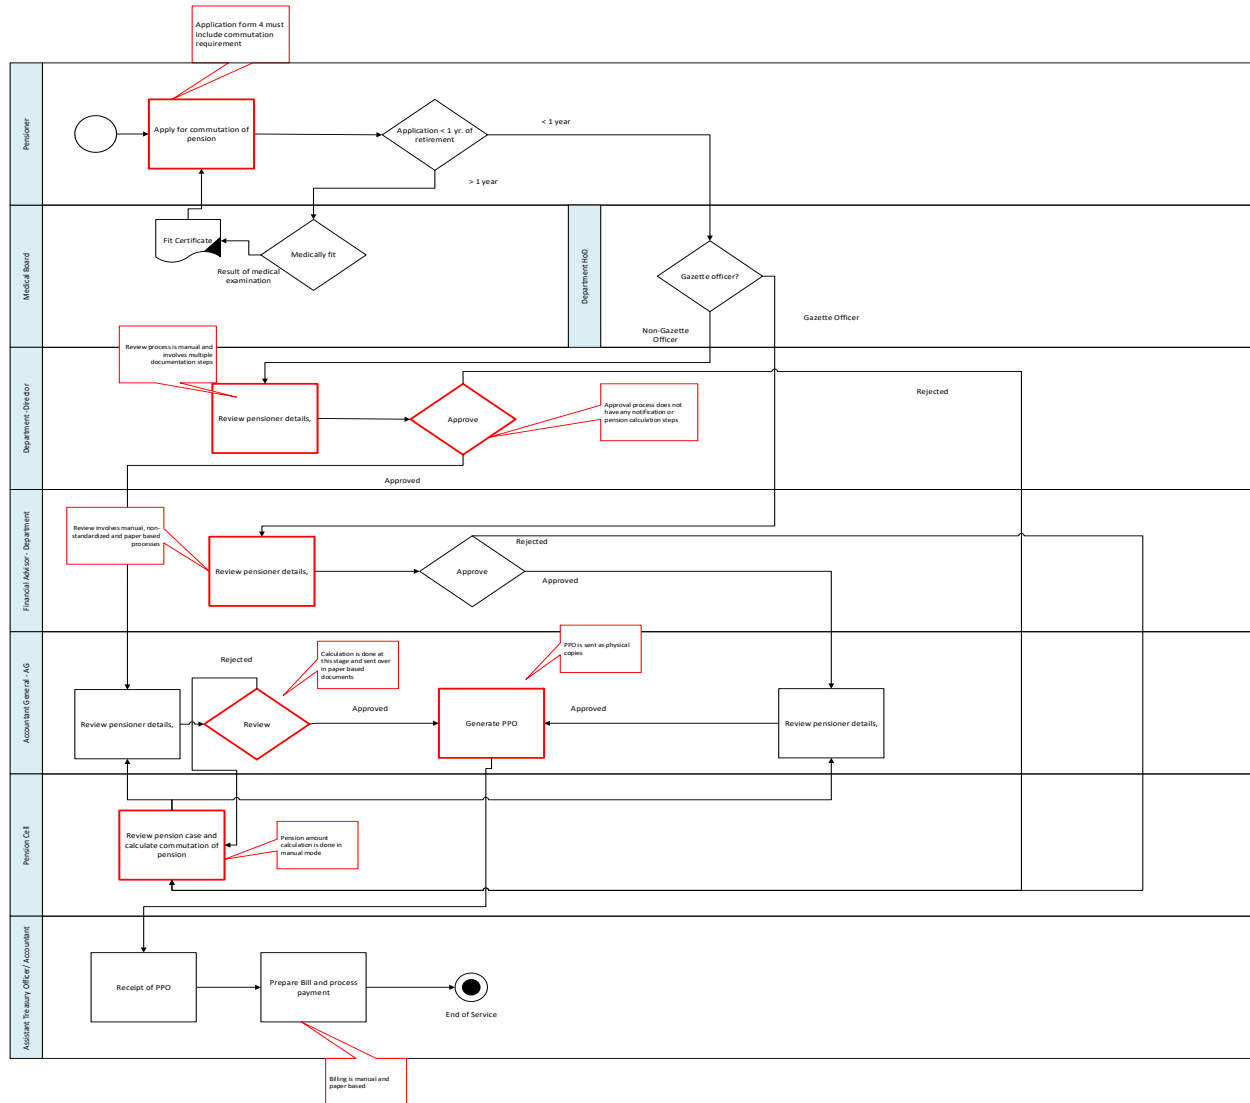 Application form 4 must
include commutation
requirement
Pensioner
Apply for commutation of
pension
Application < 1 yr. of
retirement
< 1 year
> 1 year
Medical Board
Fit Certificate
Result of medical
examination
Medically fit
Department HoD
Gazette officer?
Gazette Officer
Non-Gazette
Officer
Department -Director
Review process is manual and
involves multiple
documentation steps
Review pensioner details,
Approve
Approval process does not
have any notification or
pension calculation steps
Rejected
Approved
Financial Advisor - Department
Review involves manual, non-
standardized and paper based
processes
Review pensioner details,
Approve
Rejected
Approved
Accountant General - AG
Review pensioner details,
Rejected
Review
Calculation is done at
this stage and sent over
in paper based
documents
Approved
Generate PPO
PPO is sent as physical
copies
Approved
Review pensioner details,
Pension Cell
Review pension case and
calculate commutation of
pension
Pension amount
calculation is done in
manual mode
Assistant Treasury Officer/ Accountant
Receipt of PPO
Prepare Bill and process
payment
End of Service
Billing is manual and
paper based